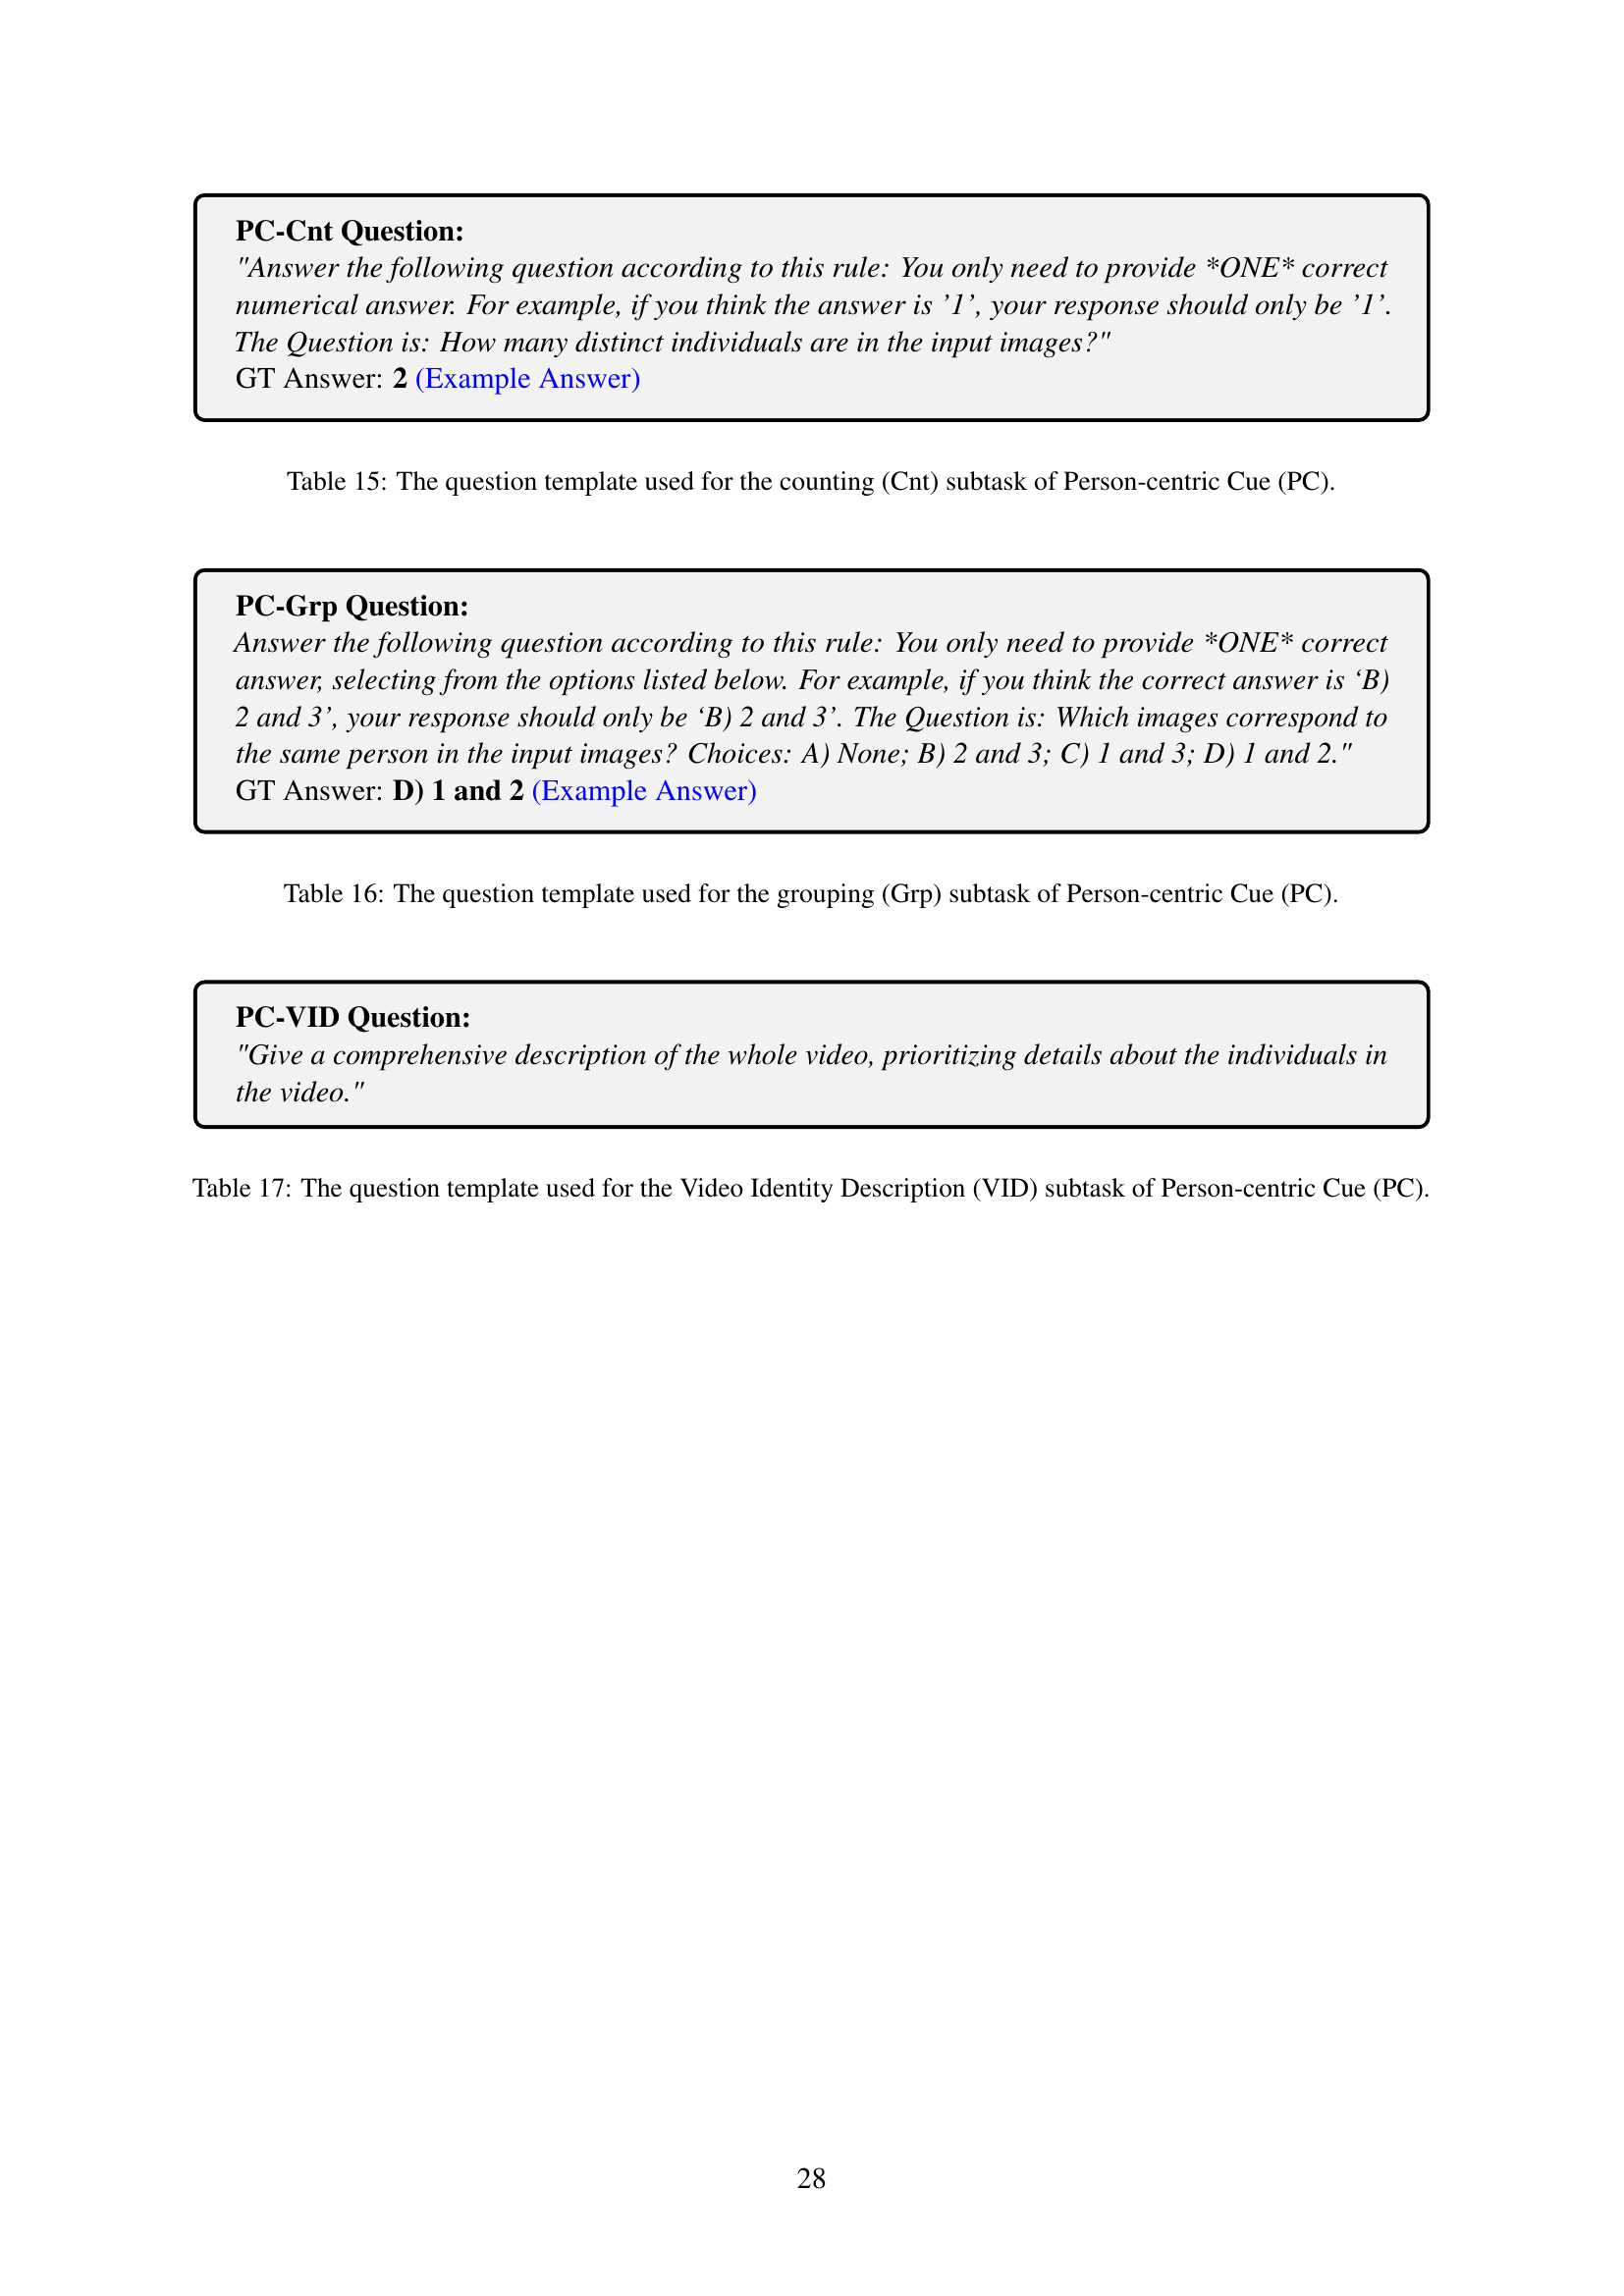 PC-Cnt Question:
"Answer the following question according to this rule: You only need to provide *ONE* correct
numerical answer. For example, if you think the answer is ’1’, your response should only be ’1’.
The Question is: How many distinct individuals are in the input images?"
GT Answer: 2 (Example Answer)
Table 15: The question template used for the counting (Cnt) subtask of Person-centric Cue (PC).
PC-Grp Question:
Answer the following question according to this rule: You only need to provide *ONE* correct
answer, selecting from the options listed below. For example, if you think the correct answer is ‘B)
2 and 3’, your response should only be ‘B) 2 and 3’. The Question is: Which images correspond to
the same person in the input images? Choices: A) None; B) 2 and 3; C) 1 and 3; D) 1 and 2."
GT Answer: D) 1 and 2 (Example Answer)
Table 16: The question template used for the grouping (Grp) subtask of Person-centric Cue (PC).
PC-VID Question:
"Give a comprehensive description of the whole video, prioritizing details about the individuals in
the video."
Table 17: The question template used for the Video Identity Description (VID) subtask of Person-centric Cue (PC).
28